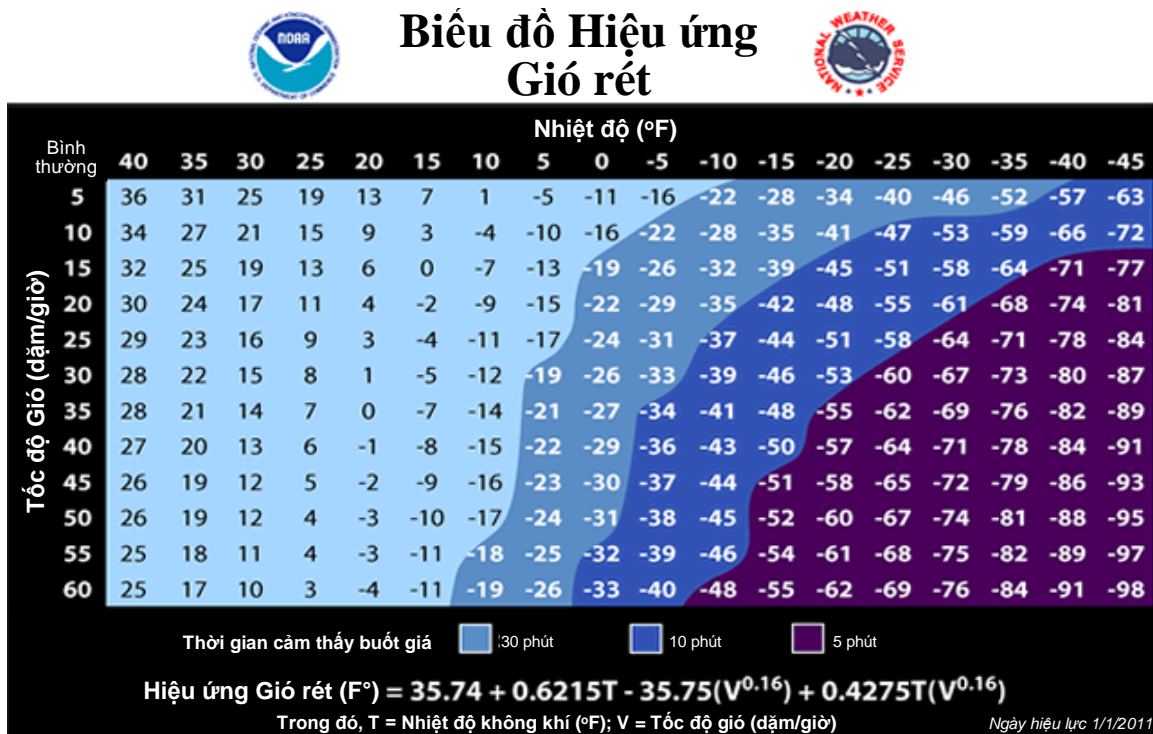 Biểu đồ Hiệu ứng
Gió rét
NOAA
NATIONAL WEATHER SERVICE
Nhiệt độ (ºF)
Bình
thường 40 35 30 25 20 15 10 5 0 -5 -10 -15 -20 -25 -30 -35 -40 -45
5 36 31 25 19 13 7 1 -5 -11 -16 -22 -28 -34 -40 -46 -52 -57 -63
10 34 27 21 15 9 3 -4 -10 -16 -22 -28 -35 -41 -47 -53 -59 -66 -72
15 32 25 19 13 6 0 -7 -13 -19 -26 -32 -39 -45 -51 -58 -64 -71 -77
20 30 24 17 11 4 -2 -9 -15 -22 -29 -35 -42 -48 -55 -61 -68 -74 -81
25 29 23 16 9 3 -4 -11 -17 -24 -31 -37 -44 -51 -58 -64 -71 -78 -84
30 28 22 15 8 1 -5 -12 -19 -26 -33 -39 -46 -53 -60 -67 -73 -80 -87
35 28 21 14 7 0 -7 -14 -21 -27 -34 -41 -48 -55 -62 -69 -76 -82 -89
40 27 20 13 6 -1 -8 -15 -22 -29 -36 -43 -50 -57 -64 -71 -78 -84 -91
45 26 19 12 5 -2 -9 -16 -23 -30 -37 -44 -51 -58 -65 -72 -79 -86 -93
50 26 19 12 4 -3 -10 -17 -24 -31 -38 -45 -52 -60 -67 -74 -81 -88 -95
55 25 18 11 4 -3 -11 -18 -25 -32 -39 -46 -54 -61 -68 -75 -82 -89 -97
60 25 17 10 3 -4 -11 -19 -26 -33 -40 -48 -55 -62 -69 -76 -84 -91 -98
Tốc độ Gió (dặm/giờ)
Thời gian cảm thấy buốt giá 30 phút 10 phút 5 phút
Hiệu ứng Gió rét (F°) = 35.74 + 0.6215T - 35.75(V^0.16) + 0.4275T(V^0.16)
Trong đó, T = Nhiệt độ không khí (ºF); V = Tốc độ gió (dặm/giờ)
Ngày hiệu lực 1/1/2011